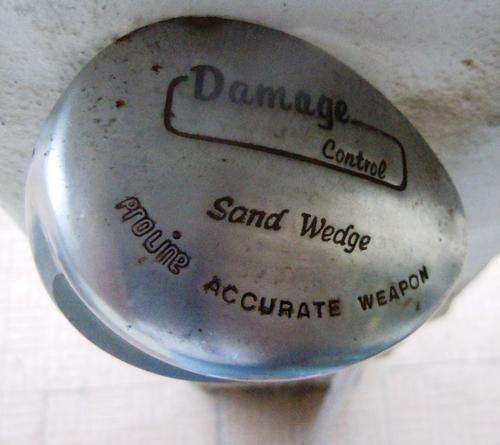 Damage
Control
Sand Wedge
PROLINE ACCURATE WEAPON